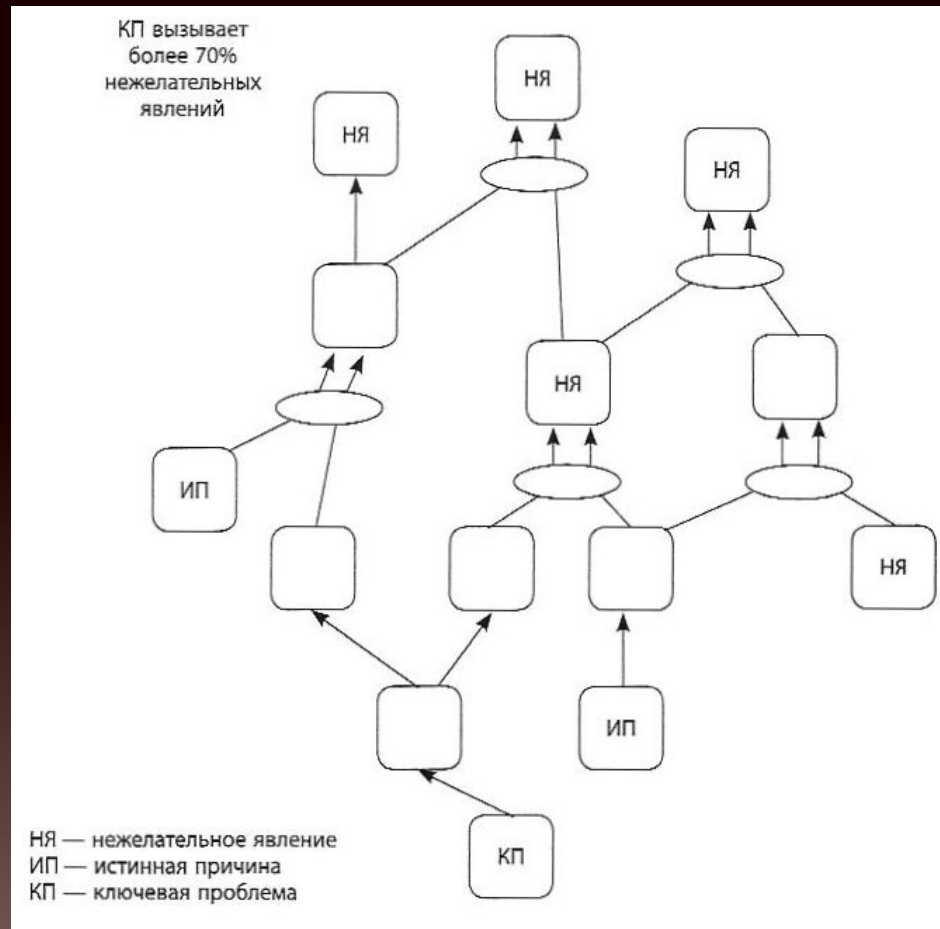 КП вызывает
более 70%
нежелательных
явлений
НЯ
НЯ
НЯ
НЯ
ИП
НЯ
ИП
КП
НЯ — нежелательное явление
ИП — истинная причина
КП — ключевая проблема